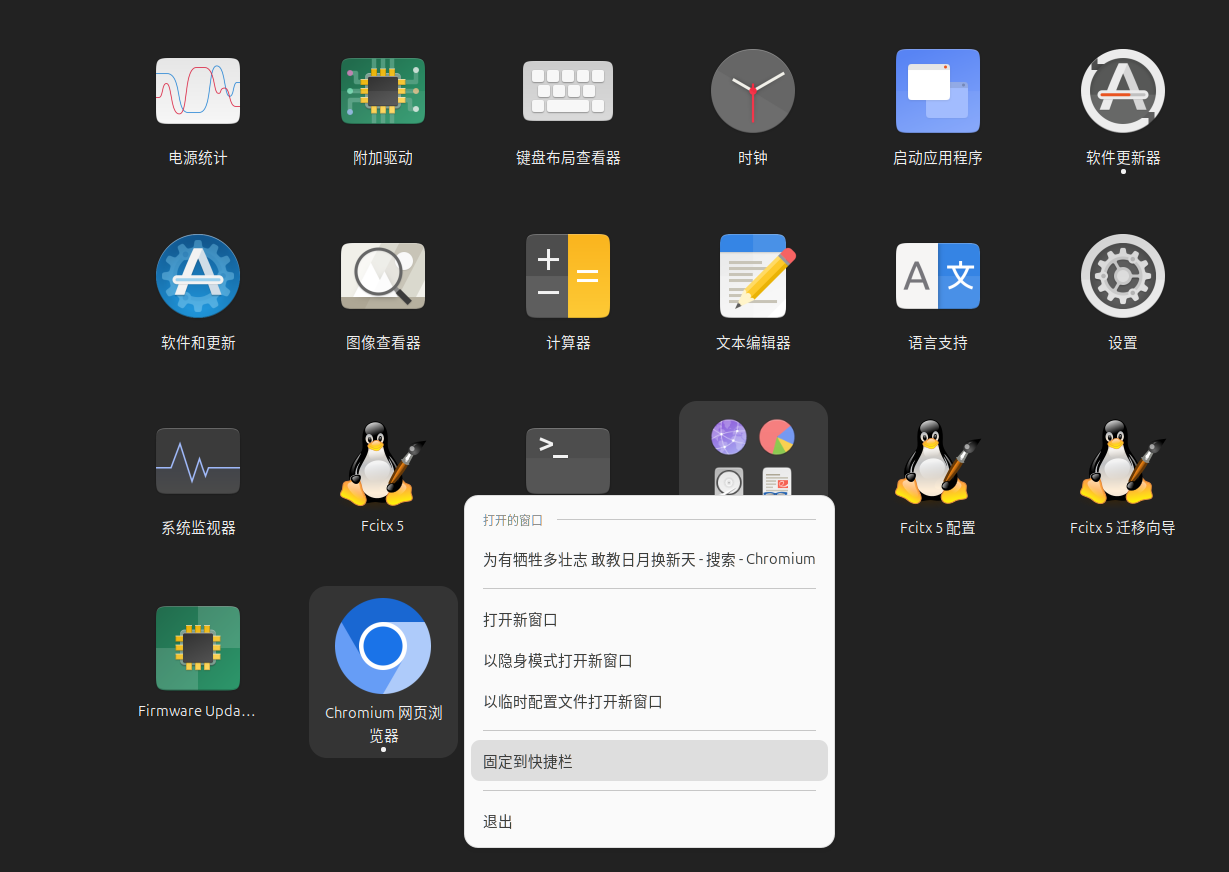 电源统计
附加驱动
键盘布局查看器
时钟
启动应用程序
软件更新器
软件和更新
图像查看器
计算器
文本编辑器
语言支持
设置
系统监视器
Fcitx 5
Fcitx 5 配置
Fcitx 5 迁移向导
Firmware Upda…
Chromium 网页浏
览器
打开的窗口
为有牺牲多壮志 敢教日月换新天 - 搜索 - Chromium
打开新窗口
以隐身模式打开新窗口
以临时配置文件打开新窗口
固定到快捷栏
退出